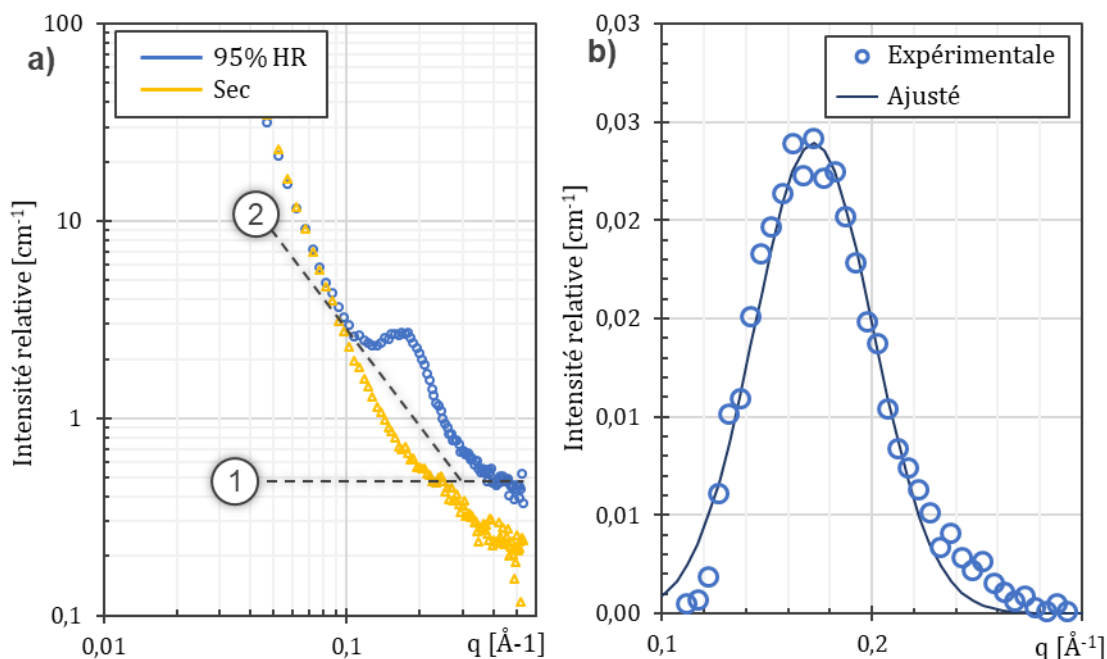 a)
95% HR
Sec
Intensité relative [cm⁻¹]
100
10
1
0,1
2
1
0,01
0,1
q [Å-1]
b)
Expérimentale
Ajusté
Intensité relative [cm⁻¹]
0,03
0,03
0,02
0,02
0,01
0,01
0,00
0,1
0,2
q [Å⁻¹]